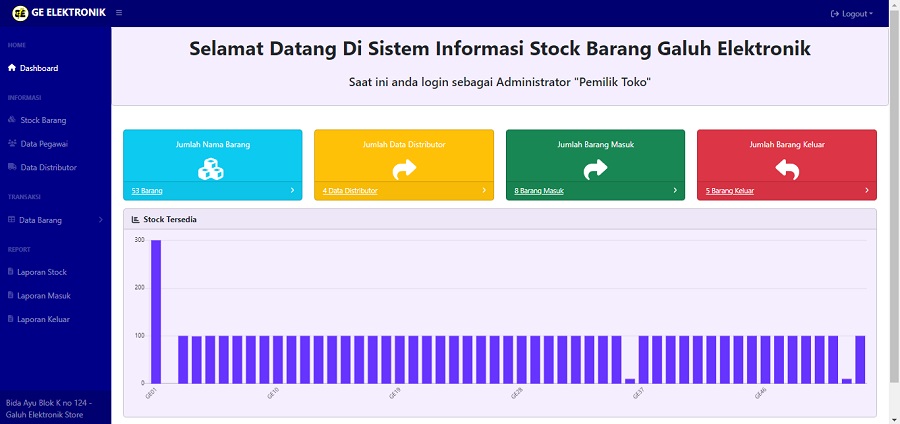 GE ELEKTRONIK
Logout
HOME
Dashboard
INFORMASI
Stock Barang
Data Pegawai
Data Distributor
TRANSAKSI
Data Barang
REPORT
Laporan Stock
Laporan Masuk
Laporan Keluar
Bida Ayu Blok K no 124 -
Galuh Elektronik Store
Selamat Datang Di Sistem Informasi Stock Barang Galuh Elektronik
Saat ini anda login sebagai Administrator "Pemilik Toko"
Jumlah Nama Barang
53 Barang
Jumlah Data Distributor
4 Data Distributor
Jumlah Barang Masuk
8 Barang Masuk
Jumlah Barang Keluar
5 Barang Keluar
Stock Tersedia
300
200
100
0
GE01
GE10
GE19
GE28
GE37
GE46